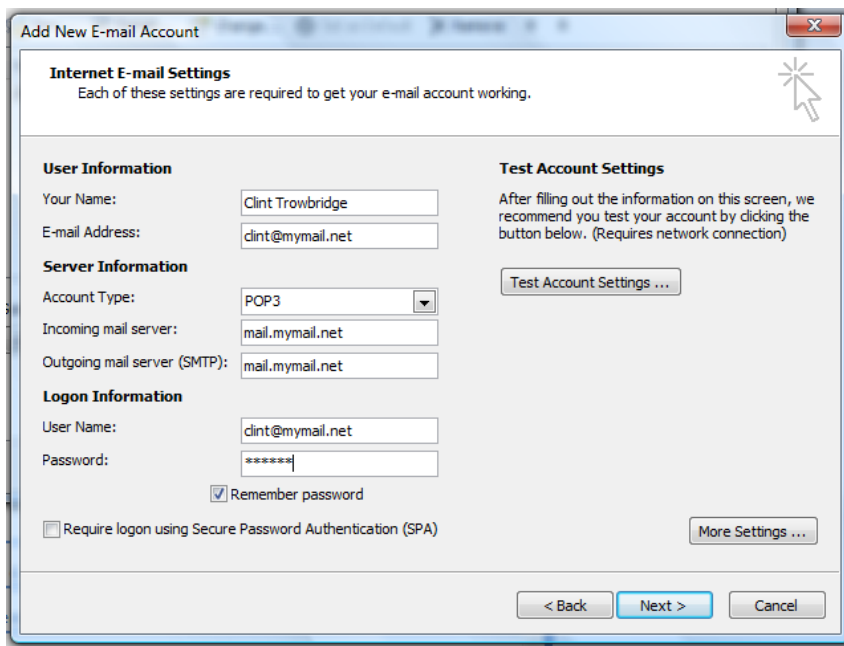 Add New E-mail Account
Internet E-mail Settings
Each of these settings are required to get your e-mail account working.
User Information
Your Name: Clint Trowbridge
E-mail Address: clint@mymail.net
Server Information
Account Type: POP3
Incoming mail server: mail.mymail.net
Outgoing mail server (SMTP): mail.mymail.net
Logon Information
User Name: clint@mymail.net
Password: ******
Remember password
Require logon using Secure Password Authentication (SPA)
Test Account Settings
After filling out the information on this screen, we
recommend you test your account by clicking the
button below. (Requires network connection)
Test Account Settings ...
More Settings ...
< Back Next > Cancel